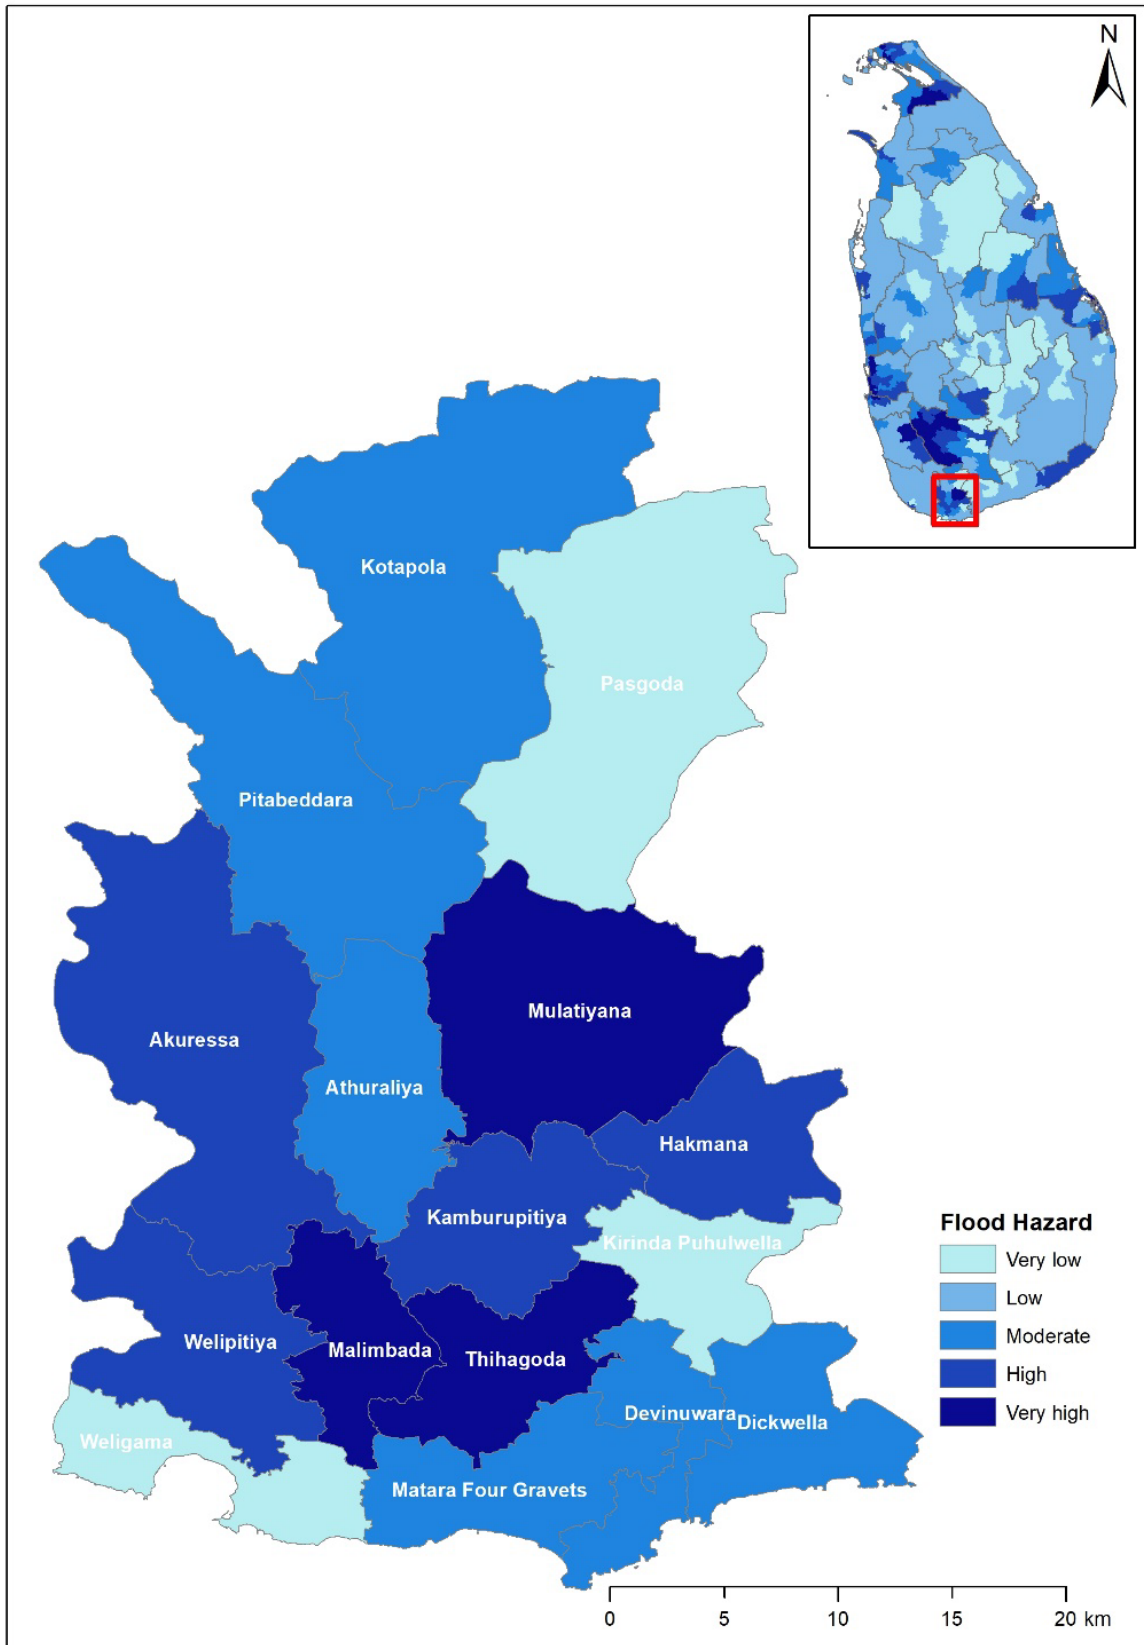 N
Kotapola
Pasgoda
Pitabeddara
Mulatiyana
Akuressa
Athuraliya
Hakmana
Kamburupitiya
Kirinda Puhulwella
Welipitiya
Malimbada
Thihagoda
Devinuwara
Dickwella
Weligama
Matara Four Gravets
Flood Hazard
Very low
Low
Moderate
High
Very high
0 5 10 15 20 km